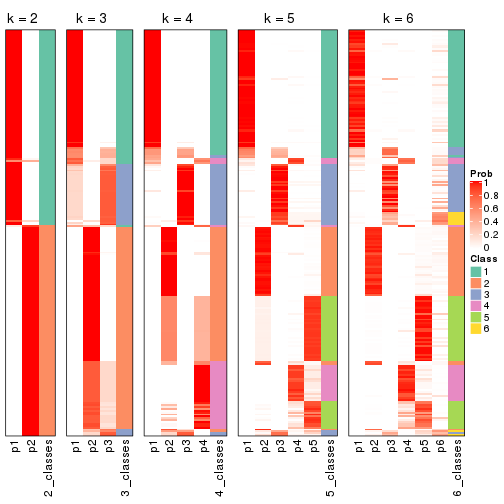 k = 2
k = 3
k = 4
k = 5
k = 6
Prob
1
0.8
0.6
0.4
0.2
0
Class
1
2
3
4
5
6
p1
p2
2_classes
p1
p2
p3
3_classes
p1
p2
p3
p4
4_classes
p1
p2
p3
p4
p5
5_classes
p1
p2
p3
p4
p5
p6
6_classes